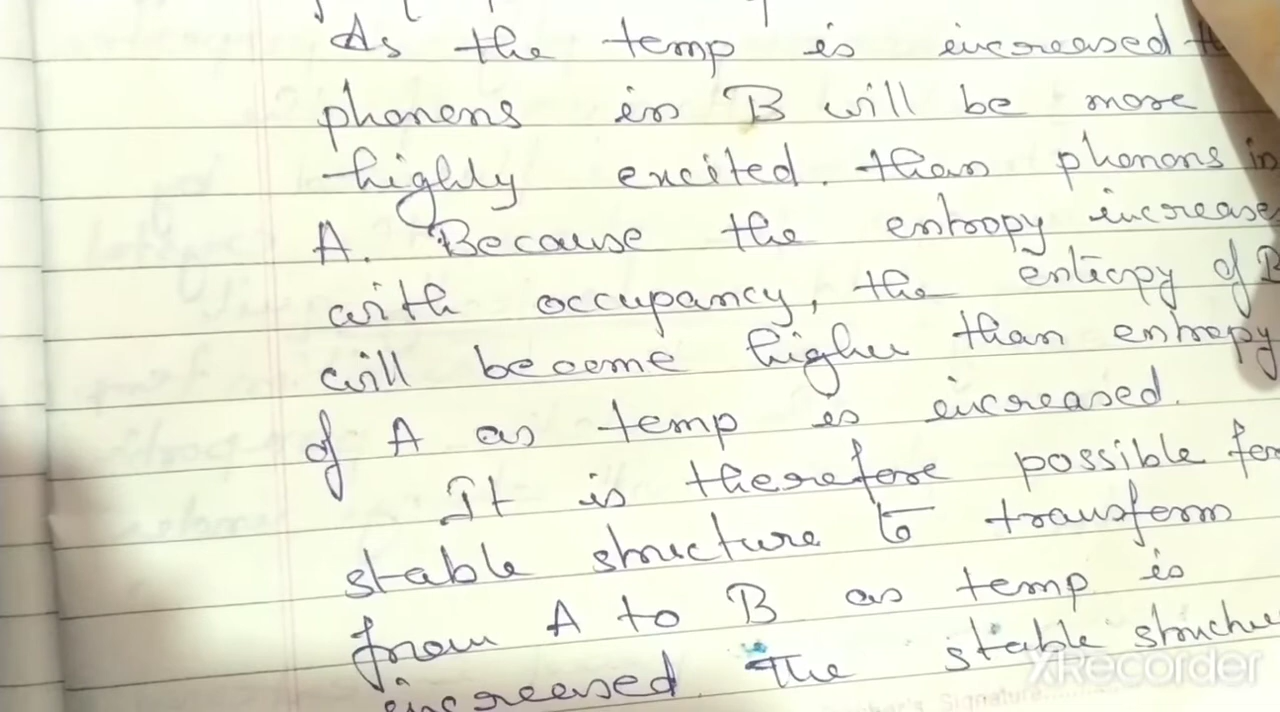 As the temp is increased
phonons in B will be more
highly excited. than phonons in
A. Because the entropy increases
with occupancy, the entropy of B
will become higher than entropy
of A as temp is increased.
It is therefore possible for
stable structure to transform
from A to B as temp is
increased. The stable structure
XRecorder
Signature